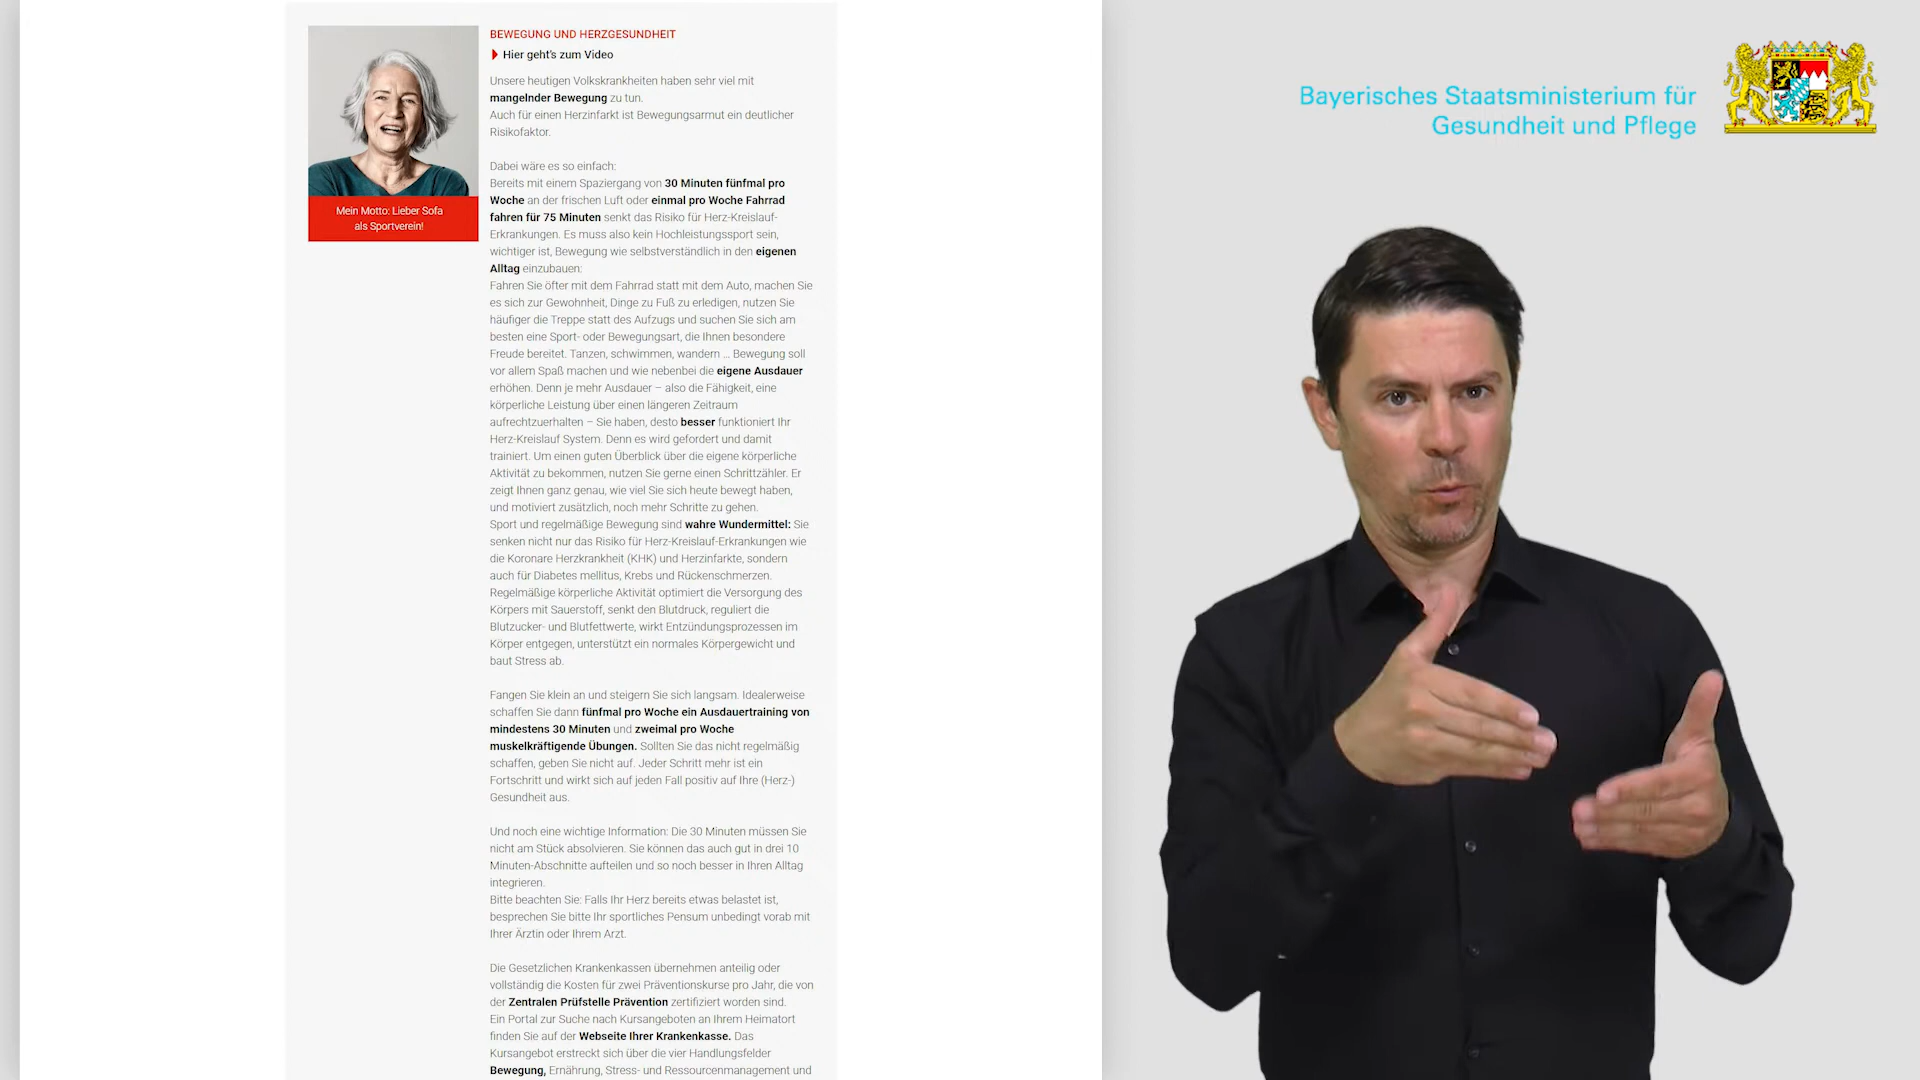 BEWEGUNG UND HERZGESUNDHEIT
Hier geht's zum Video
Unsere heutigen Volkskrankheiten haben sehr viel mit
mangelnder Bewegung zu tun.
Auch für einen Herzinfarkt ist Bewegungsarmut ein deutlicher
Risikofaktor.
Dabei wäre es so einfach:
Bereits mit einem Spaziergang von 30 Minuten fünfmal pro
Woche an der frischen Luft oder einmal pro Woche Fahrrad
fahren für 75 Minuten senkt das Risiko für Herz-Kreislauf-
Erkrankungen. Es muss also kein Hochleistungssport sein,
wichtiger ist, Bewegung wie selbstverständlich in den eigenen
Alltag einzubauen:
Fahren Sie öfter mit dem Fahrrad statt mit dem Auto, machen Sie
es sich zur Gewohnheit, Dinge zu Fuß zu erledigen, nutzen Sie
häufiger die Treppe statt des Aufzugs und suchen Sie sich am
besten eine Sport- oder Bewegungsart, die Ihnen besondere
Freude bereitet. Tanzen, schwimmen, wandern ... Bewegung soll
vor allem Spaß machen und wie nebenbei die eigene Ausdauer
erhöhen. Denn je mehr Ausdauer – also die Fähigkeit, eine
körperliche Leistung über einen längeren Zeitraum
aufrechtzuerhalten – Sie haben, desto besser funktioniert Ihr
Herz-Kreislauf System. Denn es wird gefordert und damit
trainiert. Um einen guten Überblick über die eigene körperliche
Aktivität zu bekommen, nutzen Sie gerne einen Schrittzähler. Er
zeigt Ihnen ganz genau, wie viel Sie sich heute bewegt haben,
und motiviert zusätzlich, noch mehr Schritte zu gehen.
Sport und regelmäßige Bewegung sind wahre Wundermittel: Sie
senken nicht nur das Risiko für Herz-Kreislauf-Erkrankungen wie
die Koronare Herzkrankheit (KHK) und Herzinfarkte, sondern
auch für Diabetes mellitus, Krebs und Rückenschmerzen.
Regelmäßige körperliche Aktivität optimiert die Versorgung des
Körpers mit Sauerstoff, senkt den Blutdruck, reguliert die
Blutzucker- und Blutfettwerte, wirkt Entzündungsprozessen im
Körper entgegen, unterstützt ein normales Körpergewicht und
baut Stress ab.
Fangen Sie klein an und steigern Sie sich langsam. Idealerweise
schaffen Sie dann fünfmal pro Woche ein Ausdauertraining von
mindestens 30 Minuten und zweimal pro Woche
muskelkräftigende Übungen. Sollten Sie das nicht regelmäßig
schaffen, geben Sie nicht auf. Jeder Schritt mehr ist ein
Fortschritt und wirkt sich auf jeden Fall positiv auf Ihre (Herz-)
Gesundheit aus.
Und noch eine wichtige Information: Die 30 Minuten müssen Sie
nicht am Stück absolvieren. Sie können das auch gut in drei 10
Minuten-Abschnitte aufteilen und so noch besser in Ihren Alltag
integrieren.
Bitte beachten Sie: Falls Ihr Herz bereits etwas belastet ist,
besprechen Sie bitte Ihr sportliches Pensum unbedingt vorab mit
Ihrer Ärztin oder Ihrem Arzt.
Die Gesetzlichen Krankenkassen übernehmen anteilig oder
vollständig die Kosten für zwei Präventionskurse pro Jahr, die von
der Zentralen Prüfstelle Prävention zertifiziert worden sind.
Ein Portal zur Suche nach Kursangeboten an Ihrem Heimatort
finden Sie auf der Webseite Ihrer Krankenkasse. Das
Kursangebot erstreckt sich über die vier Handlungsfelder
Bewegung, Ernährung, Stress- und Ressourcenmanagement und
Mein Motto: Lieber Sofa
als Sportverein!
Bayerisches Staatsministerium für
Gesundheit und Pflege